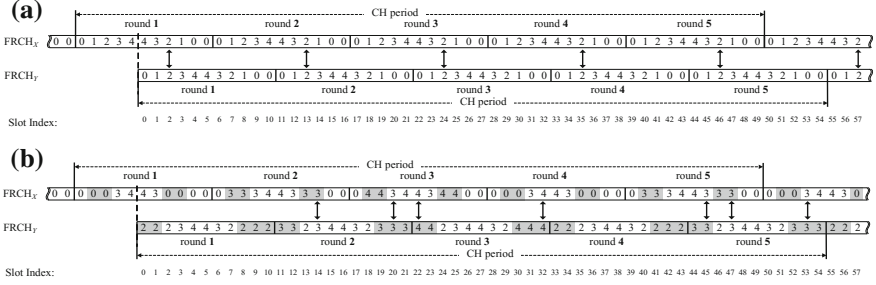 (a)
CH period
round 1 round 2 round 3 round 4 round 5
FRCHX 0 0 0 1 2 3 4 4 3 2 1 0 0 0 1 2 3 4 4 3 2 1 0 0 0 1 2 3 4 4 3 2 1 0 0 0 1 2 3 4 4 3 2 1 0 0 0 1 2 3 4 4 3 2 1 0 0 0 1 2 3 4 4 3 2
FRCHY 0 1 2 3 4 4 3 2 1 0 0 0 1 2 3 4 4 3 2 1 0 0 0 1 2 3 4 4 3 2 1 0 0 0 1 2 3 4 4 3 2 1 0 0 0 1 2 3 4 4 3 2 1 0 0 0 1 2
round 1 round 2 round 3 round 4 round 5
CH period
Slot Index: 0 1 2 3 4 5 6 7 8 9 10 11 12 13 14 15 16 17 18 19 20 21 22 23 24 25 26 27 28 29 30 31 32 33 34 35 36 37 38 39 40 41 42 43 44 45 46 47 48 49 50 51 52 53 54 55 56 57
(b)
CH period
round 1 round 2 round 3 round 4 round 5
FRCHX 0 0 0 0 0 3 4 4 3 0 0 0 0 0 3 3 3 4 4 3 3 3 0 0 0 4 4 3 4 4 3 4 4 0 0 0 0 0 3 4 4 3 0 0 0 0 0 3 3 3 4 4 3 3 3 0 0 0 0 0 3 4 4 3 0
FRCHY 2 2 2 3 4 4 3 2 2 2 2 3 3 2 3 4 4 3 2 3 3 3 4 4 2 3 4 4 3 2 4 4 4 2 2 2 3 4 4 3 2 2 2 2 3 3 2 3 4 4 3 2 3 3 3 2 2 2
round 1 round 2 round 3 round 4 round 5
CH period
Slot Index: 0 1 2 3 4 5 6 7 8 9 10 11 12 13 14 15 16 17 18 19 20 21 22 23 24 25 26 27 28 29 30 31 32 33 34 35 36 37 38 39 40 41 42 43 44 45 46 47 48 49 50 51 52 53 54 55 56 57